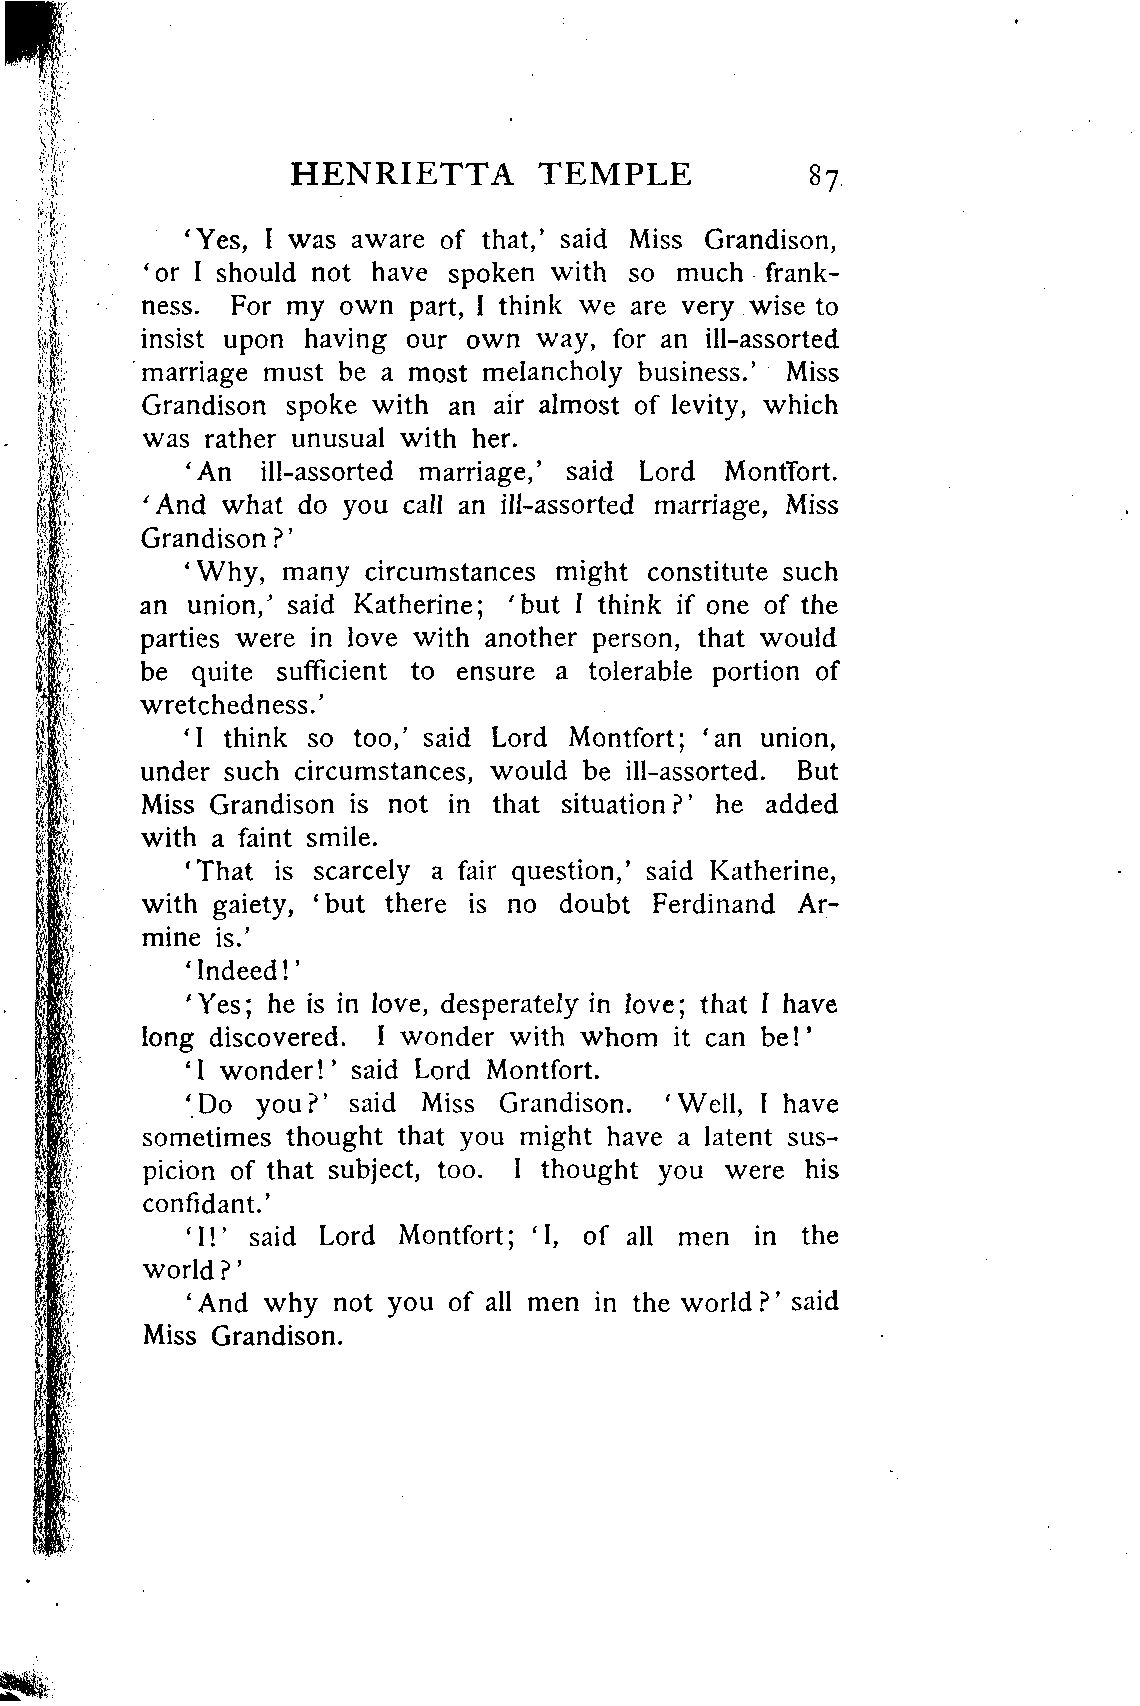 HENRIETTA TEMPLE 87
‘Yes, I was aware of that,’ said Miss Grandison,
‘or I should not have spoken with so much frank-
ness. For my own part, I think we are very wise to
insist upon having our own way, for an ill-assorted
marriage must be a most melancholy business.’ Miss
Grandison spoke with an air almost of levity, which
was rather unusual with her.
‘An ill-assorted marriage,’ said Lord Montfort.
‘And what do you call an ill-assorted marriage, Miss
Grandison?’
‘Why, many circumstances might constitute such
an union,’ said Katherine; ‘but I think if one of the
parties were in love with another person, that would
be quite sufficient to ensure a tolerable portion of
wretchedness.’
‘I think so too,’ said Lord Montfort; ‘an union,
under such circumstances, would be ill-assorted. But
Miss Grandison is not in that situation?’ he added
with a faint smile.
‘That is scarcely a fair question,’ said Katherine,
with gaiety, ‘but there is no doubt Ferdinand Ar-
mine is.’
‘Indeed!’
‘Yes; he is in love, desperately in love; that I have
long discovered. I wonder with whom it can be!’
‘I wonder!’ said Lord Montfort.
‘Do you?’ said Miss Grandison. ‘Well, I have
sometimes thought that you might have a latent sus-
picion of that subject, too. I thought you were his
confidant.’
‘I!’ said Lord Montfort; ‘I, of all men in the
world?’
‘And why not you of all men in the world?’ said
Miss Grandison.